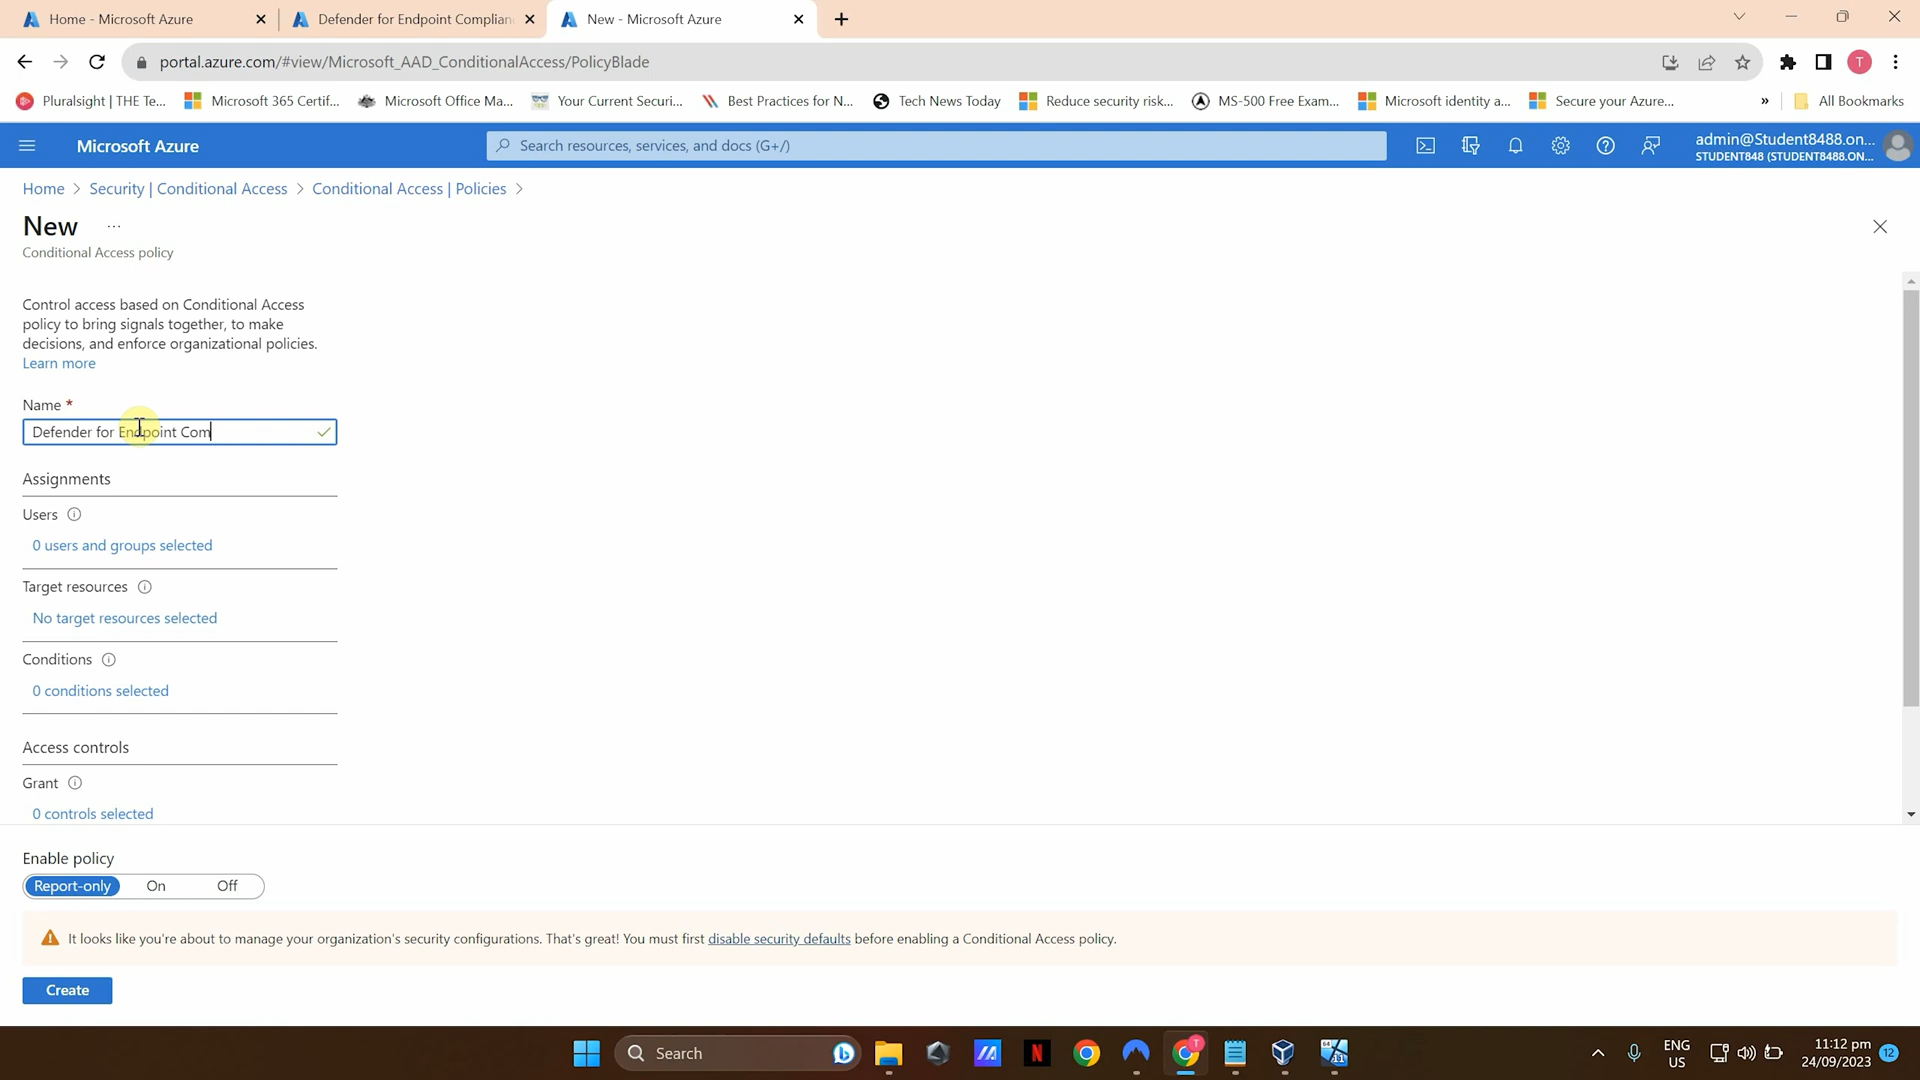 Home - Microsoft Azure
Defender for Endpoint Complian
New - Microsoft Azure
portal.azure.com/#view/Microsoft_AAD_ConditionalAccess/PolicyBlade
T
Pluralsight | THE Te...
Microsoft 365 Certif...
Microsoft Office Ma...
Your Current Securi...
Best Practices for N...
Tech News Today
Reduce security risk...
MS-500 Free Exam...
Microsoft identity a...
Secure your Azure...
»
All Bookmarks
Microsoft Azure
Search resources, services, and docs (G+/)
admin@Student8488.on...
STUDENT848 (STUDENT8488.ON...
Home > Security | Conditional Access > Conditional Access | Policies >
New ...
Conditional Access policy
Control access based on Conditional Access
policy to bring signals together, to make
decisions, and enforce organizational policies.
Learn more
Name *
Defender for Endpoint Com
Assignments
Users
0 users and groups selected
Target resources
No target resources selected
Conditions
0 conditions selected
Access controls
Grant
0 controls selected
Enable policy
Report-only On Off
It looks like you're about to manage your organization's security configurations. That's great! You must first disable security defaults before enabling a Conditional Access policy.
Create
Search
ENG
US
11:12 pm
24/09/2023
12